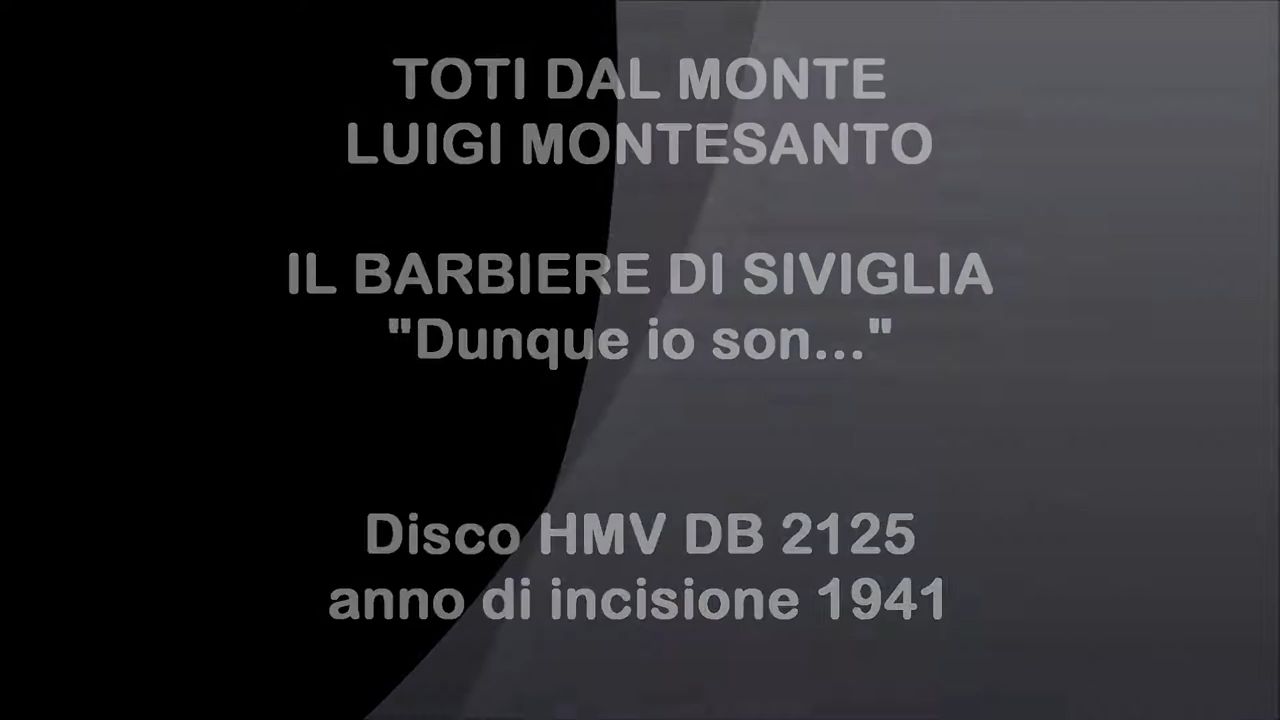 TOTI DAL MONTE
LUIGI MONTESANTO
IL BARBIERE DI SIVIGLIA
"Dunque io son..."
Disco HMV DB 2125
anno di incisione 1941